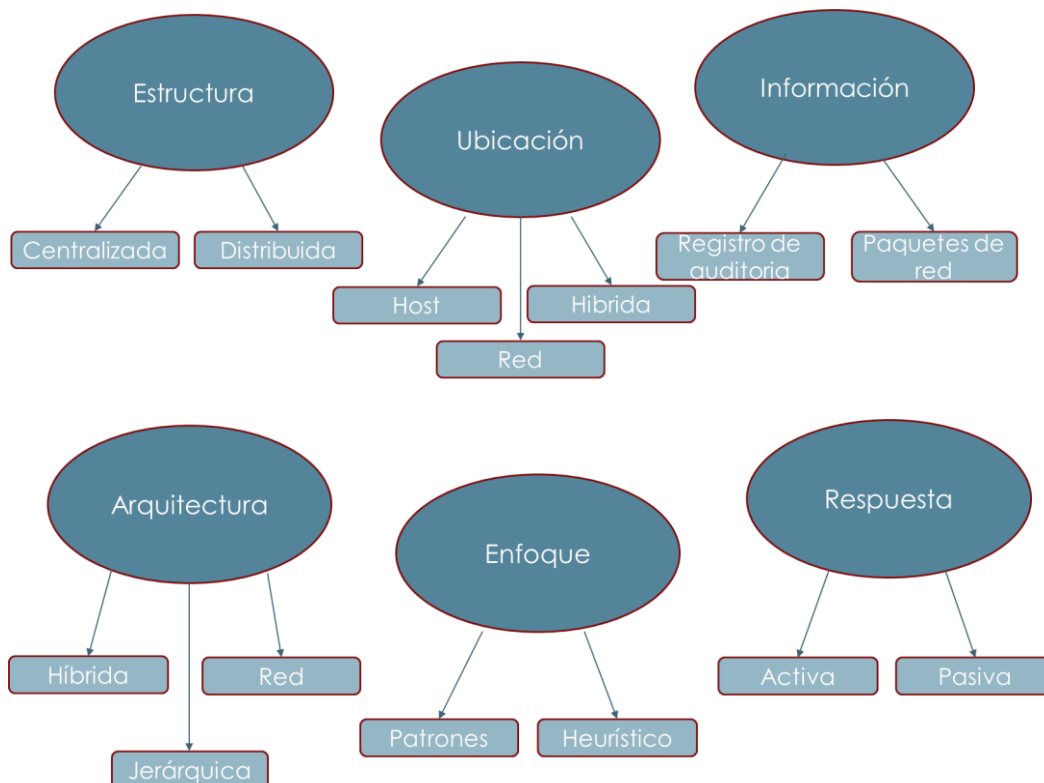 Estructura
Información
Ubicación
Centralizada
Distribuida
Registro de
auditoria
Paquetes de
red
Host
Hibrida
Red
Arquitectura
Enfoque
Respuesta
Híbrida
Red
Activa
Pasiva
Patrones
Heurístico
Jerárquica